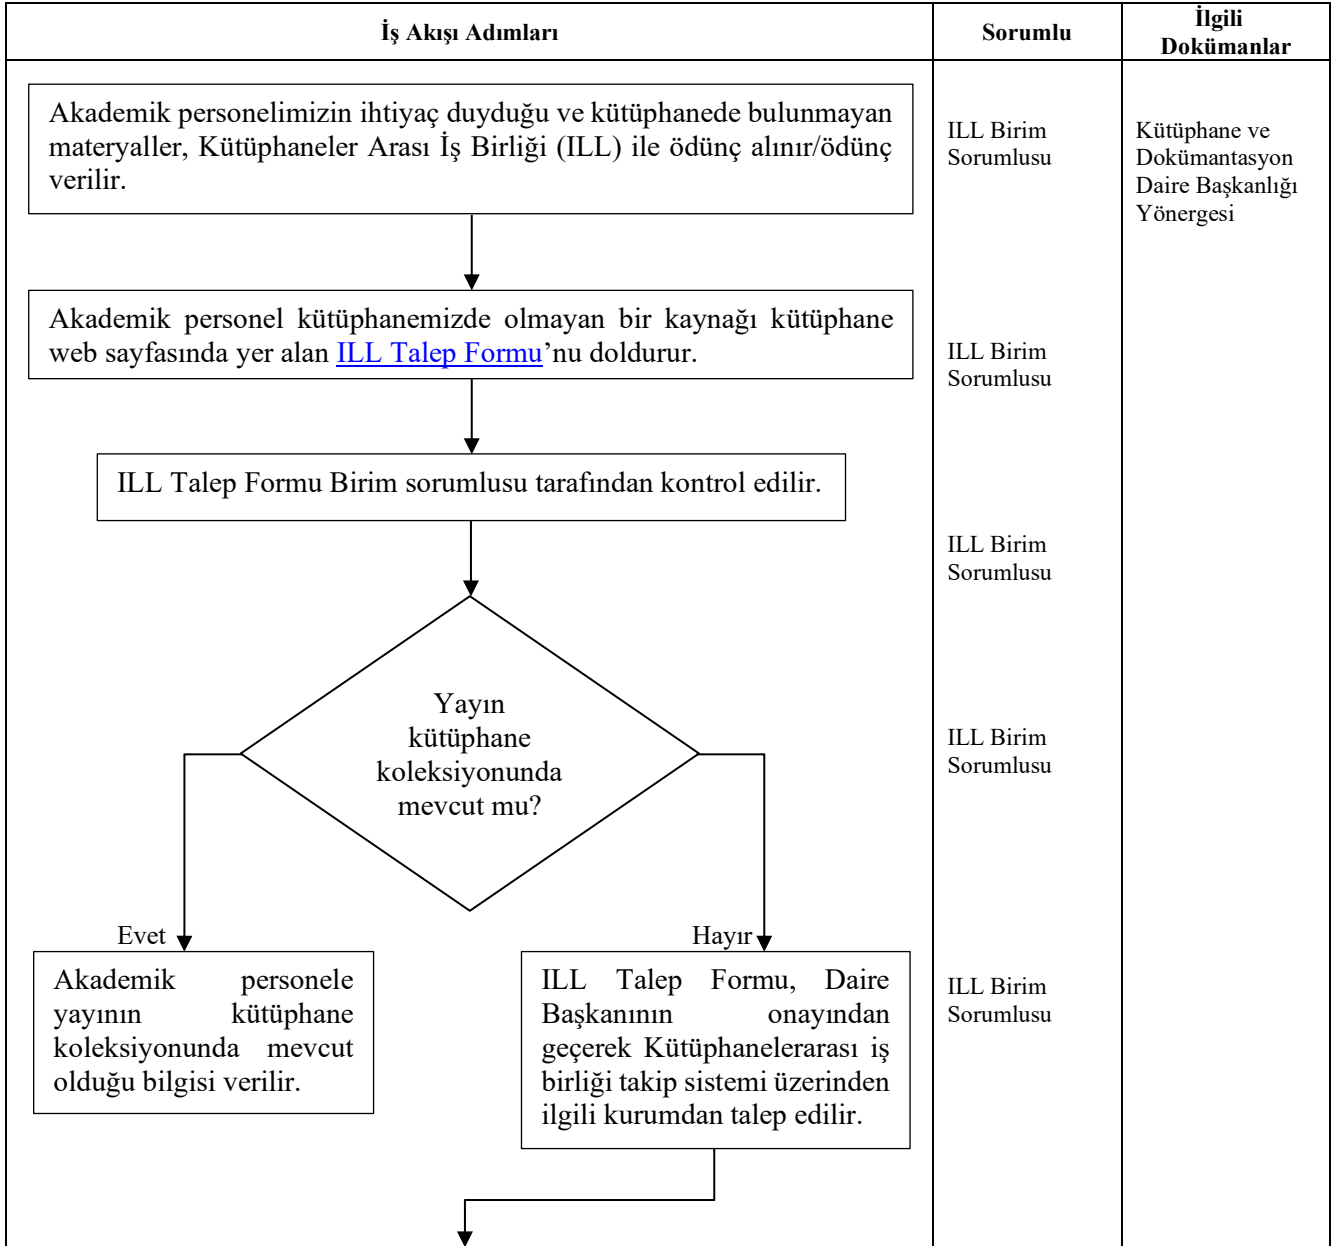 İş Akışı Adımları
Sorumlu
İlgili
Dokümanlar
Akademik personelimizin ihtiyaç duyduğu ve kütüphanede bulunmayan
materyaller, Kütüphaneler Arası İş Birliği (ILL) ile ödünç alınır/ödünç
verilir.
ILL Birim
Sorumlusu
Kütüphane ve
Dokümantasyon
Daire Başkanlığı
Yönergesi
Akademik personel kütüphanemizde olmayan bir kaynağı kütüphane
web sayfasında yer alan ILL Talep Formu’nu doldurur.
ILL Birim
Sorumlusu
ILL Talep Formu Birim sorumlusu tarafından kontrol edilir.
ILL Birim
Sorumlusu
Yayın
kütüphane
koleksiyonunda
mevcut mu?
ILL Birim
Sorumlusu
Evet
Akademik personele
yayının kütüphane
koleksiyonunda mevcut
olduğu bilgisi verilir.
Hayır
ILL Talep Formu, Daire
Başkanının onayından
geçerek Kütüphanelerarası iş
birliği takip sistemi üzerinden
ilgili kurumdan talep edilir.
ILL Birim
Sorumlusu